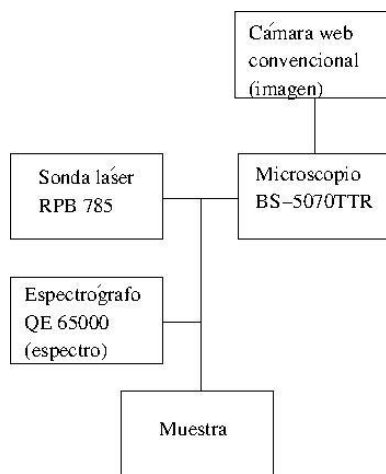 Cámara web
convencional
(imagen)
Sonda láser
RPB 785
Microscopio
BS-5070TTR
Espectrógrafo
QE 65000
(espectro)
Muestra